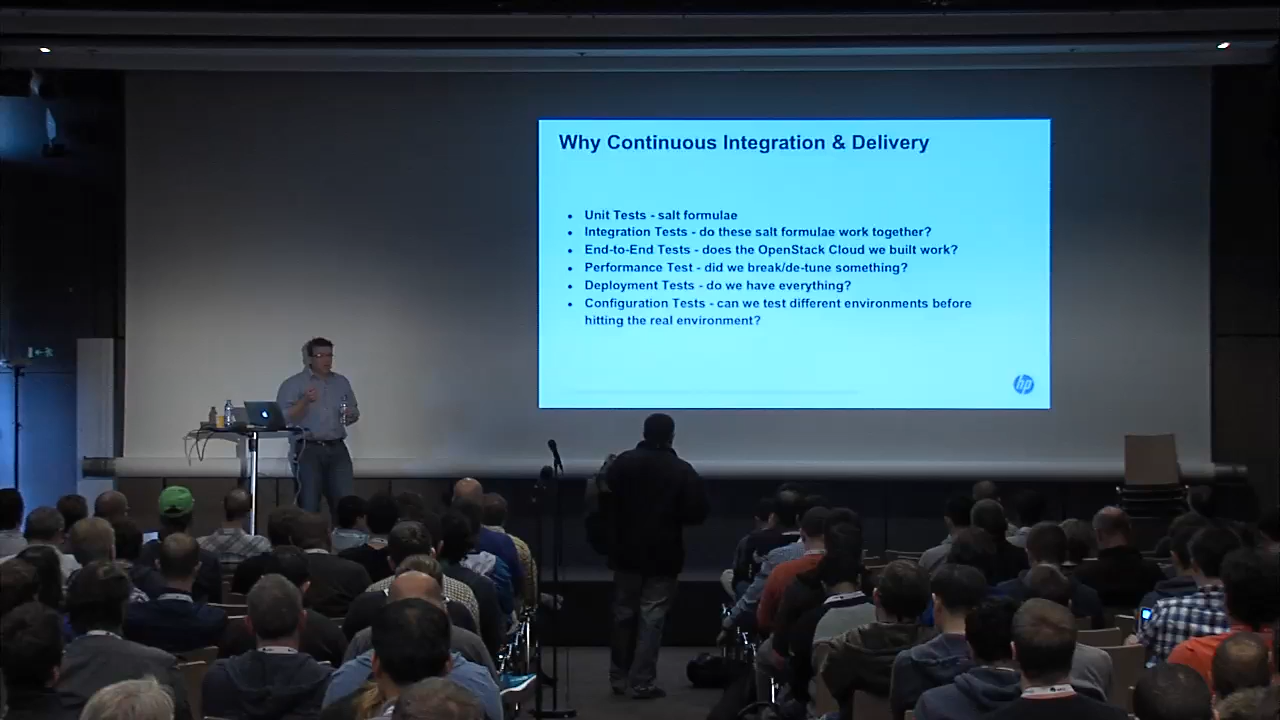 Why Continuous Integration & Delivery
• Unit Tests - salt formulae
• Integration Tests - do these salt formulae work together?
• End-to-End Tests - does the OpenStack Cloud we built work?
• Performance Test - did we break/de-tune something?
• Deployment Tests - do we have everything?
• Configuration Tests - can we test different environments before
hitting the real environment?
hp